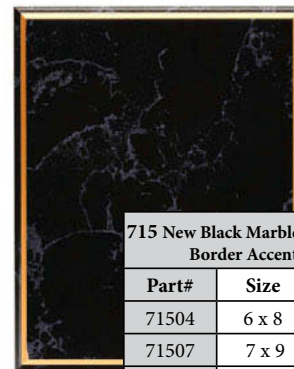 715 New Black Marble
Border Accent
Part# Size
71504 6 x 8
71507 7 x 9